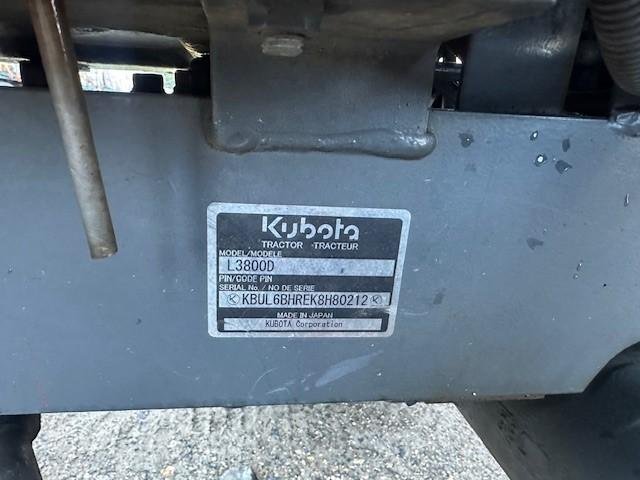 Kubota
TRACTOR · TRACTEUR
MODEL/MODELE
L3800D
PIN/CODE PIN
SERIAL No. / NO DE SERIE
KBUL6BHREK8H80212
MADE IN JAPAN
KUBOTA Corporation